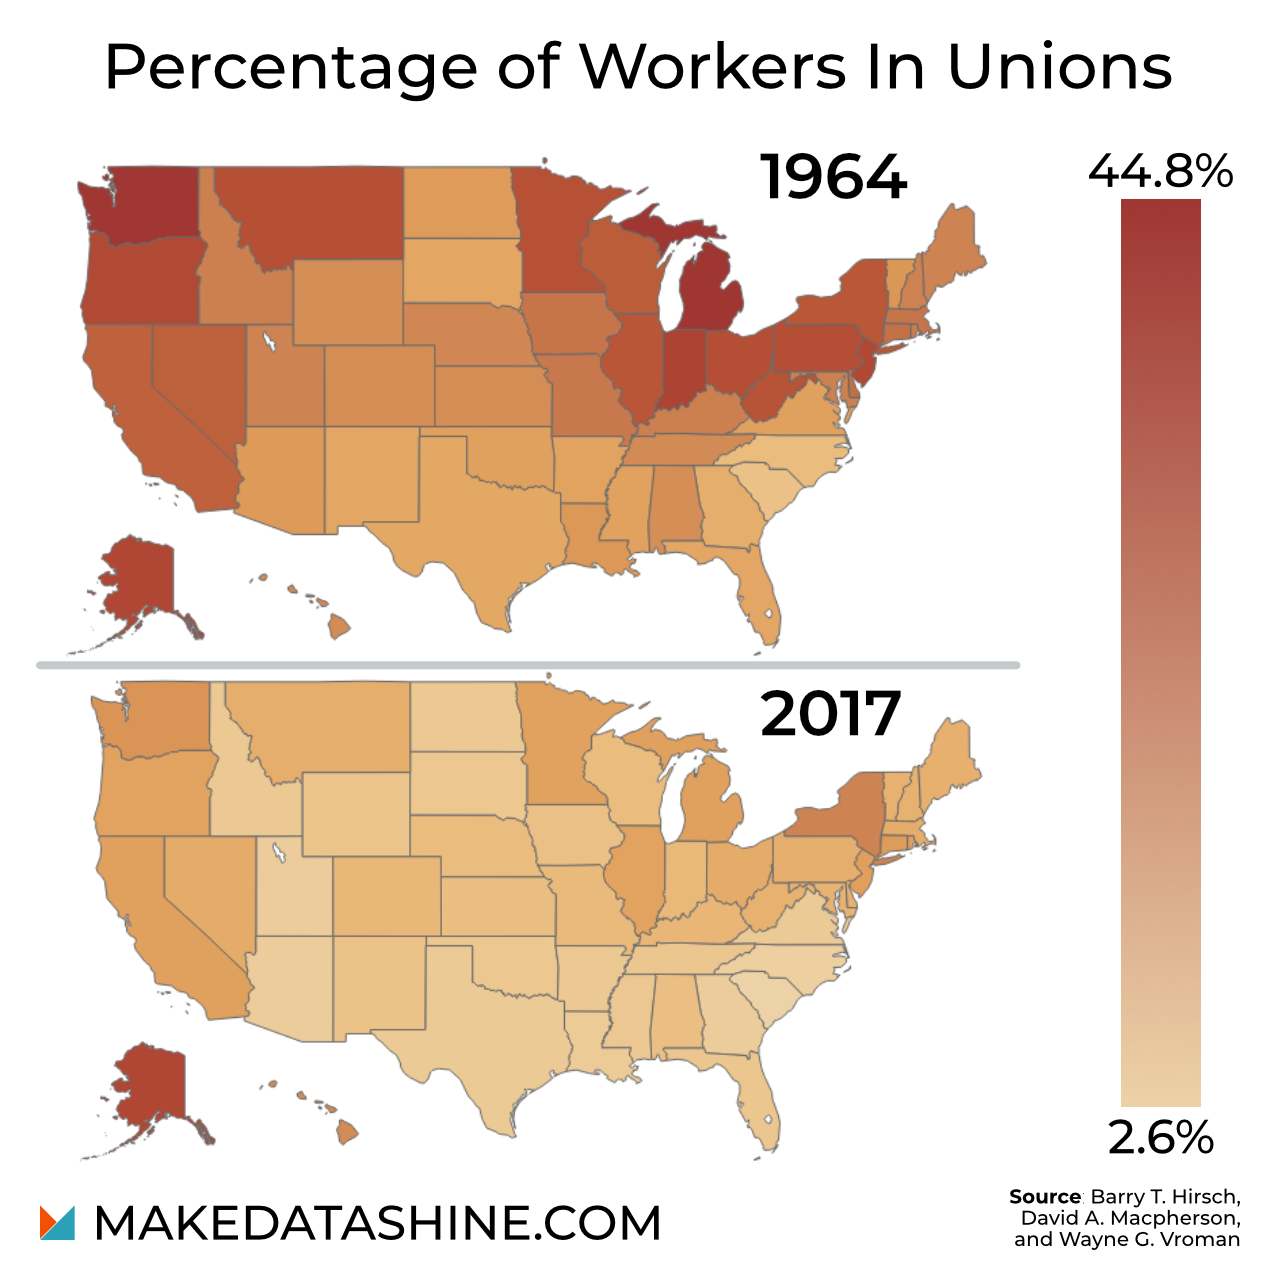 Percentage of Workers In Unions
1964
44.8%
2017
2.6%
Source: Barry T. Hirsch,
David A. Macpherson,
and Wayne G. Vroman
MAKEDATASHINE.COM